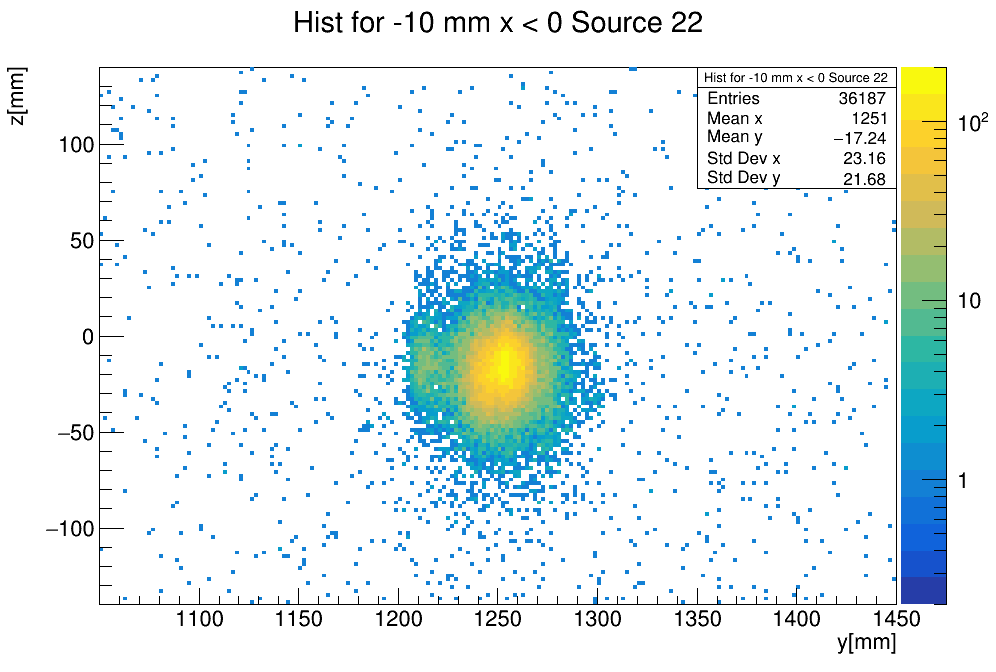 Hist for -10 mm x < 0 Source 22
z[mm]
Hist for -10 mm x < 0 Source 22
Entries 36187
Mean x 1251
Mean y −17.24
Std Dev x 23.16
Std Dev y 21.68
100
50
0
−50
−100
10²
10
1
1100 1150 1200 1250 1300 1350 1400 1450
y[mm]